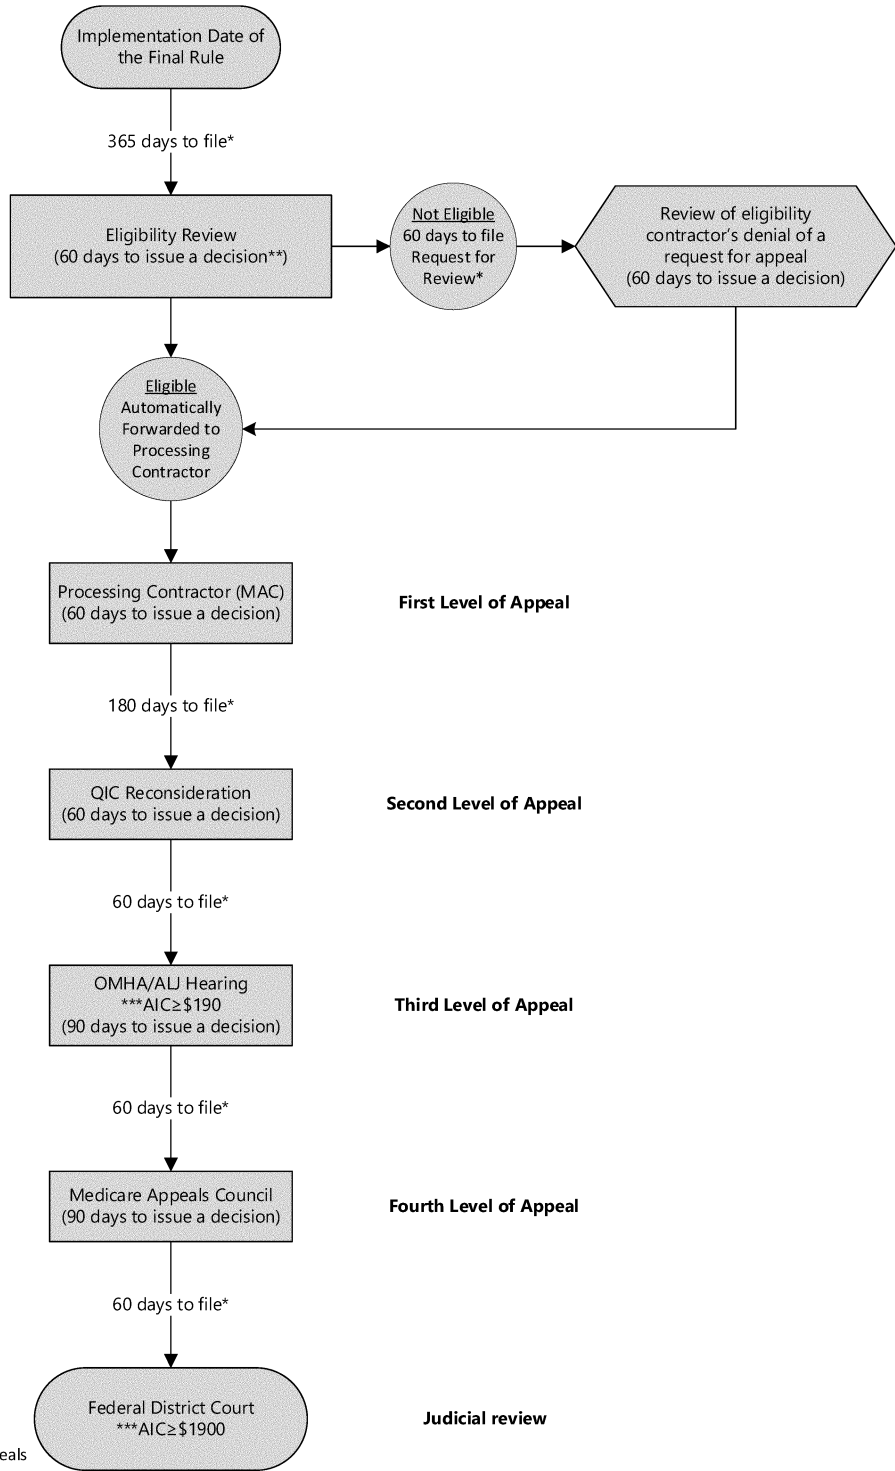 Implementation Date of
the Final Rule
365 days to file*
Eligibility Review
(60 days to issue a decision**)
Not Eligible
60 days to file
Request for
Review*
Review of eligibility
contractor's denial of a
request for appeal
(60 days to issue a decision)
Eligible
Automatically
Forwarded to
Processing
Contractor
Processing Contractor (MAC)
(60 days to issue a decision)
First Level of Appeal
180 days to file*
QIC Reconsideration
(60 days to issue a decision)
Second Level of Appeal
60 days to file*
OMHA/ALJ Hearing
***AIC≥$190
(90 days to issue a decision)
Third Level of Appeal
60 days to file*
Medicare Appeals Council
(90 days to issue a decision)
Fourth Level of Appeal
60 days to file*
Federal District Court
***AIC≥$1900
Judicial review
eals